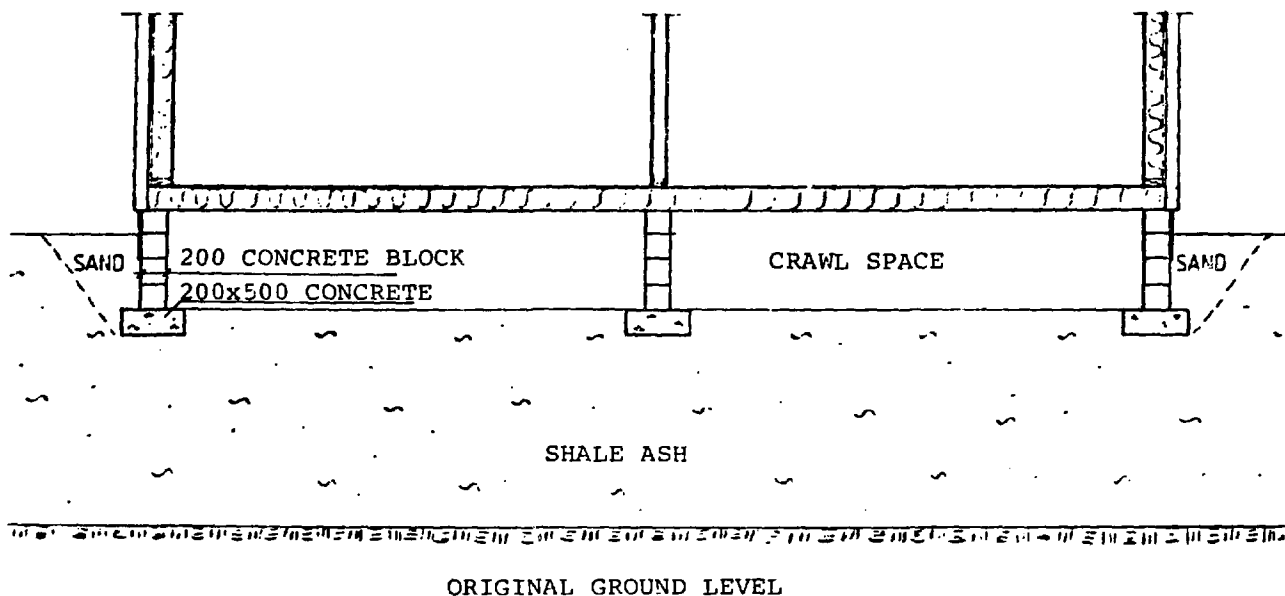 SAND
200 CONCRETE BLOCK
CRAWL SPACE
SAND
200x500 CONCRETE
SHALE ASH
ORIGINAL GROUND LEVEL